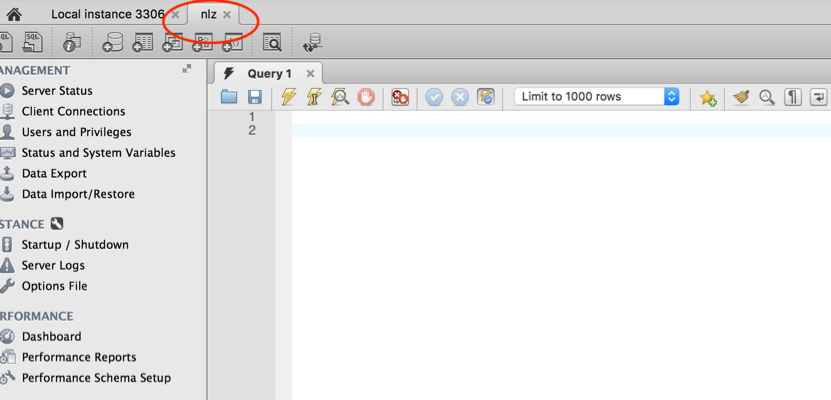 Local instance 3306
nlz
SQL
SQL
ANAGEMENT
Server Status
Client Connections
Users and Privileges
Status and System Variables
Data Export
Data Import/Restore
STANCE
Startup / Shutdown
Server Logs
Options File
RFORMANCE
Dashboard
Performance Reports
Performance Schema Setup
Query 1
Limit to 1000 rows
1
2